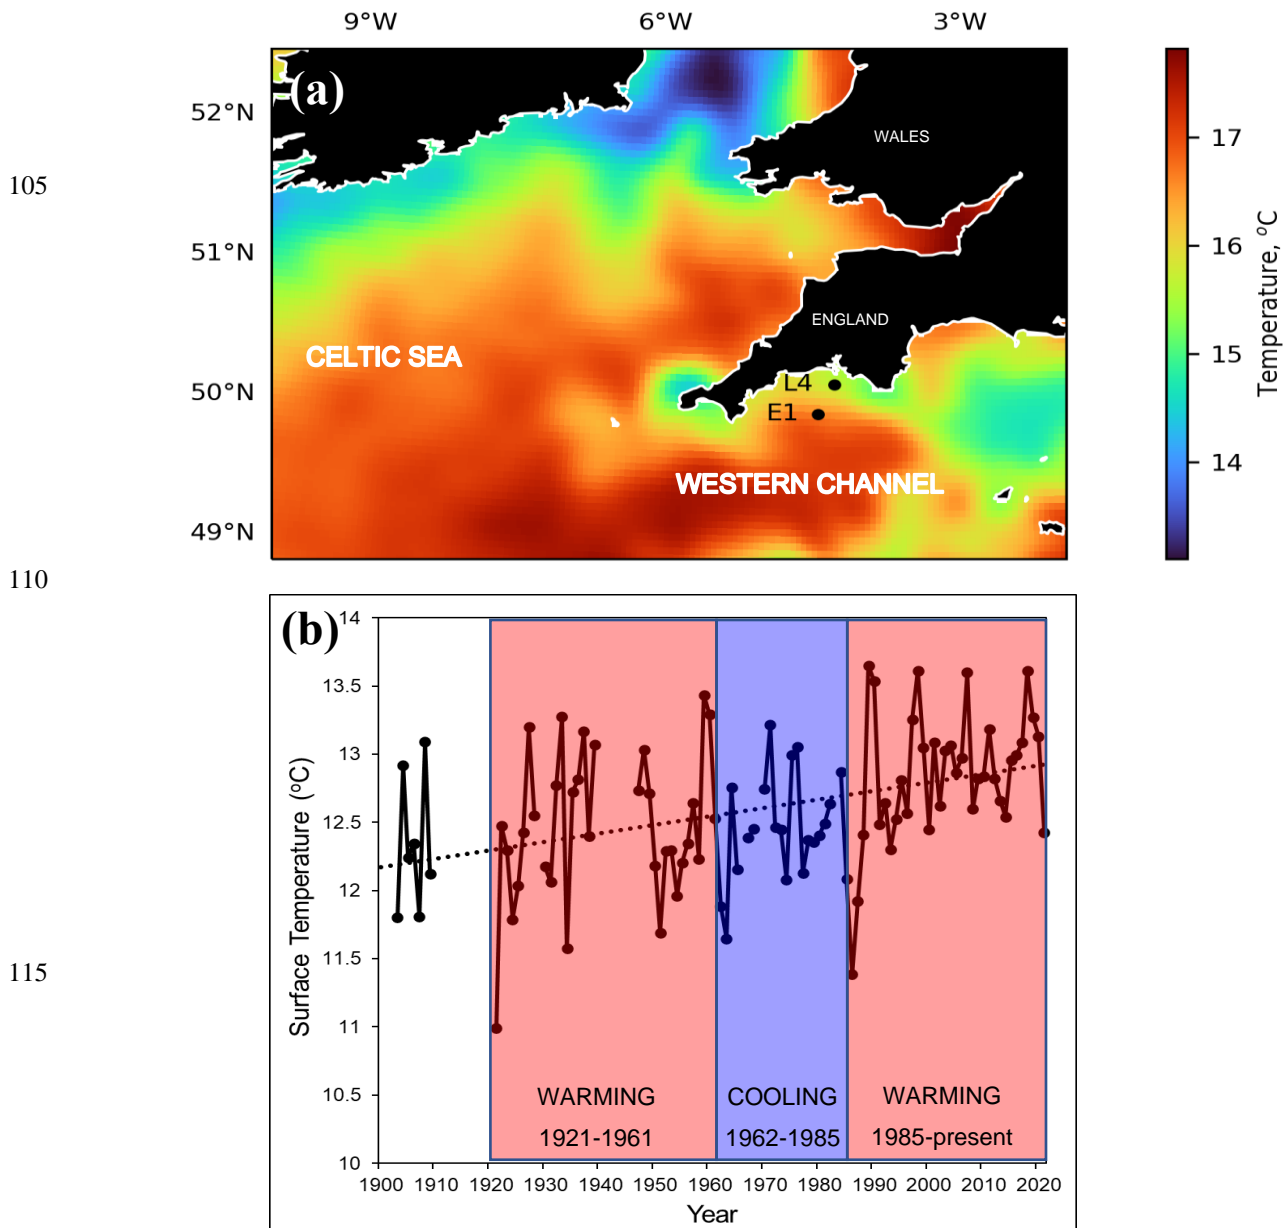 9°W 6°W 3°W
(a)
52°N
WALES
17
105
16
51°N
Temperature, °C
ENGLAND
CELTIC SEA
15
50°N
L4
E1
WESTERN CHANNEL
14
49°N
110
(b)
14
13.5
13
12.5
12
11.5
11
10.5
10
115
Surface Temperature (ºC)
WARMING COOLING WARMING
1921-1961 1962-1985 1985-present
1900 1910 1920 1930 1940 1950 1960 1970 1980 1990 2000 2010 2020
Year